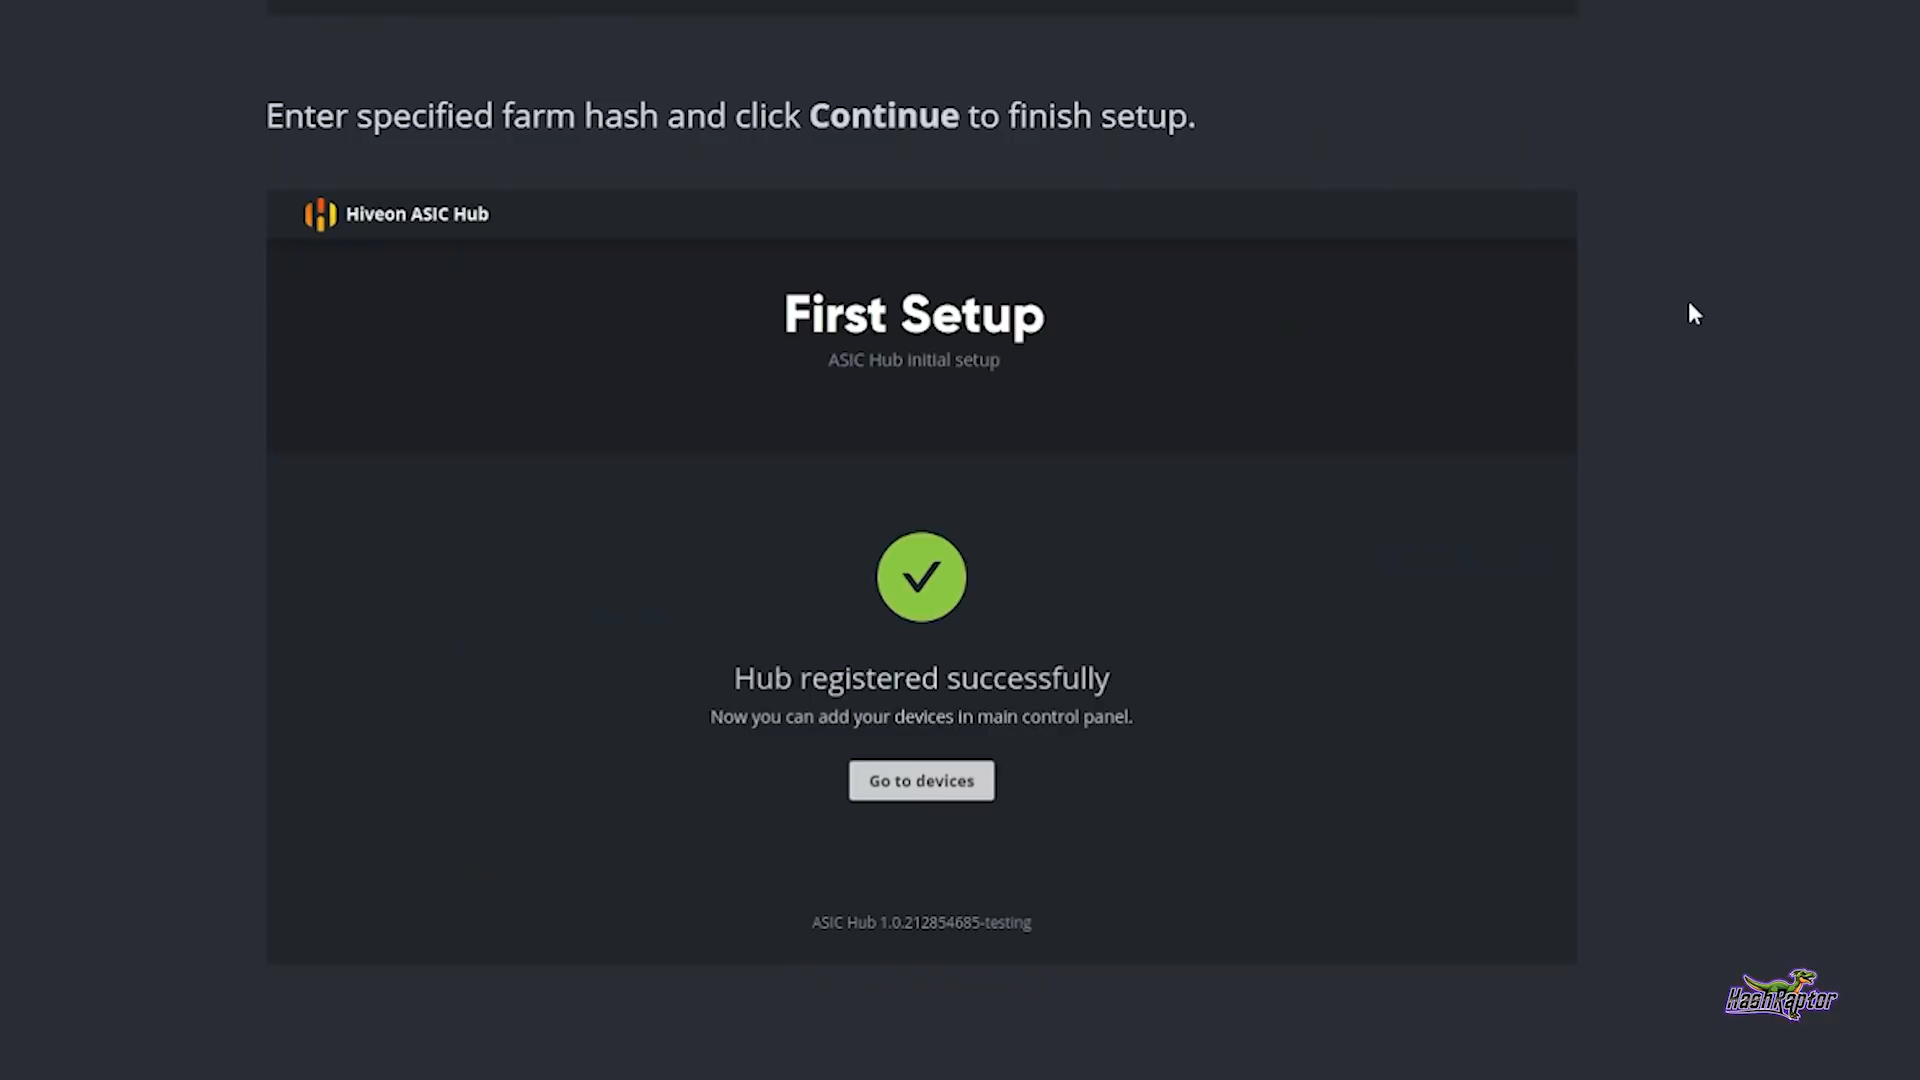 Enter specified farm hash and click Continue to finish setup.
Hiveon ASIC Hub
First Setup
ASIC Hub initial setup
Hub registered successfully
Now you can add your devices in main control panel.
Go to devices
ASIC Hub 1.0.212854685-testing
HashRaptor